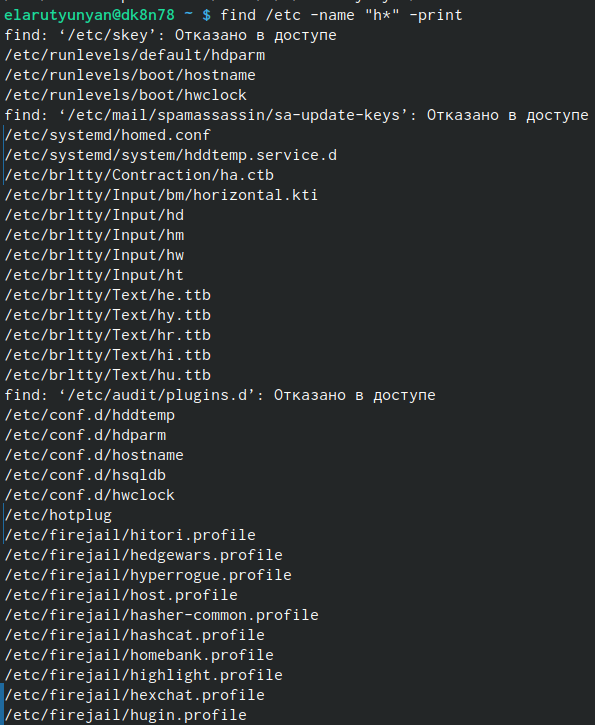 elarutyunyan@dk8n78 ~ $ find /etc -name "h*" -print
find: ‘/etc/skey’: Отказано в доступе
/etc/runlevels/default/hdparm
/etc/runlevels/boot/hostname
/etc/runlevels/boot/hwclock
find: ‘/etc/mail/spamassassin/sa-update-keys’: Отказано в доступе
/etc/systemd/homed.conf
/etc/systemd/system/hddtemp.service.d
/etc/brltty/Contraction/ha.ctb
/etc/brltty/Input/bm/horizontal.kti
/etc/brltty/Input/hd
/etc/brltty/Input/hm
/etc/brltty/Input/hw
/etc/brltty/Input/ht
/etc/brltty/Text/he.ttb
/etc/brltty/Text/hy.ttb
/etc/brltty/Text/hr.ttb
/etc/brltty/Text/hi.ttb
/etc/brltty/Text/hu.ttb
find: ‘/etc/audit/plugins.d’: Отказано в доступе
/etc/conf.d/hddtemp
/etc/conf.d/hdparm
/etc/conf.d/hostname
/etc/conf.d/hsqldb
/etc/conf.d/hwclock
/etc/hotplug
/etc/firejail/hitori.profile
/etc/firejail/hedgewars.profile
/etc/firejail/hyperrogue.profile
/etc/firejail/host.profile
/etc/firejail/hasher-common.profile
/etc/firejail/hashcat.profile
/etc/firejail/homebank.profile
/etc/firejail/highlight.profile
/etc/firejail/hexchat.profile
/etc/firejail/hugin.profile